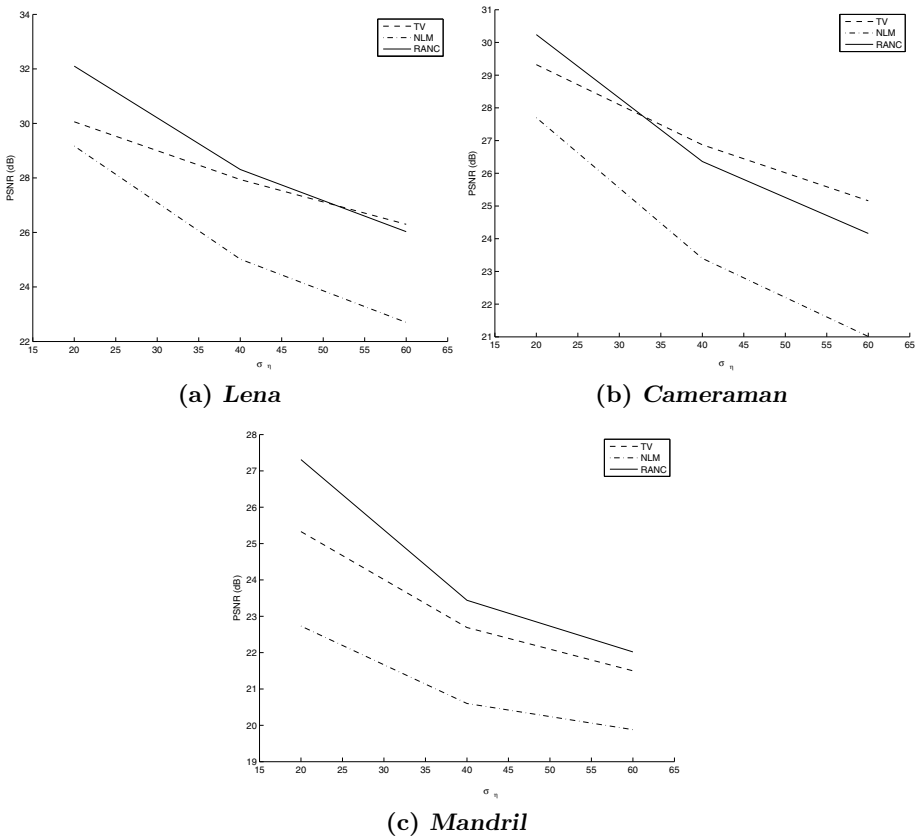 34
32
30
28
26
24
22
PSNR (dB)
15 20 25 30 35 40 45 50 55 60 65
σ η
TV
NLM
RANC
(a) Lena
31
30
29
28
27
26
25
24
23
22
21
PSNR (dB)
15 20 25 30 35 40 45 50 55 60 65
σ η
TV
NLM
RANC
(b) Cameraman
28
27
26
25
24
23
22
21
20
19
PSNR (dB)
15 20 25 30 35 40 45 50 55 60 65
σ η
TV
NLM
RANC
(c) Mandril